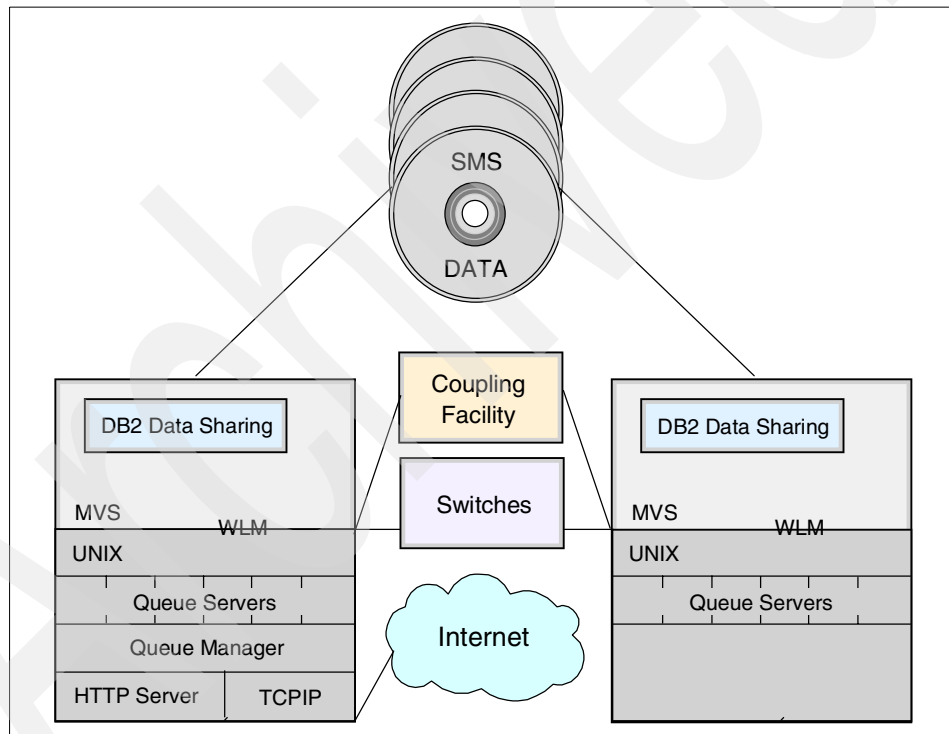 SMS
DATA
Coupling
Facility
DB2 Data Sharing
DB2 Data Sharing
Switches
MVS
WLM
MVS
WLM
UNIX
UNIX
Queue Servers
Queue Servers
Internet
Queue Manager
HTTP Server
TCPIP